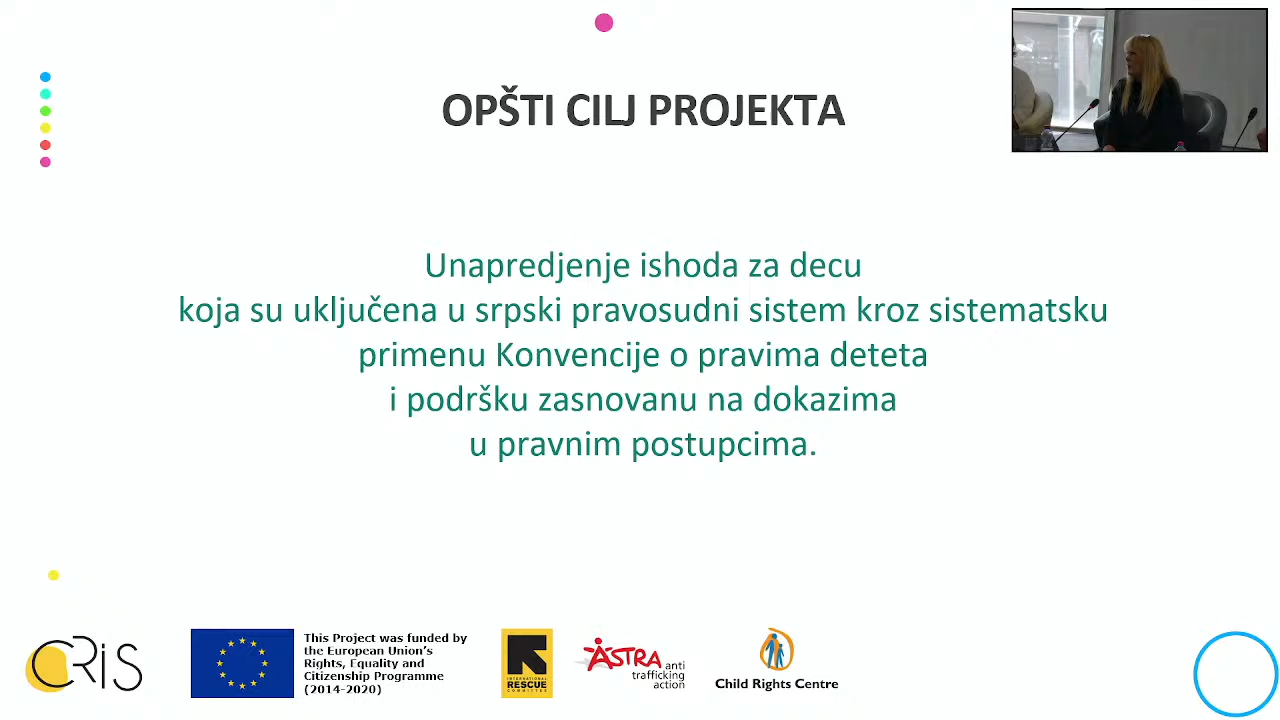 OPŠTI CILJ PROJEKTA
Unapredjenje ishoda za decu
koja su uključena u srpski pravosudni sistem kroz sistematsku
primenu Konvencije o pravima deteta
i podršku zasnovanu na dokazima
u pravnim postupcima.
CRiS
This Project was funded by
the European Union's
Rights, Equality and
Citizenship Programme
(2014-2020)
INTERNATIONAL
RESCUE
COMMITTEE
ASTRA anti
trafficking
action
Child Rights Centre